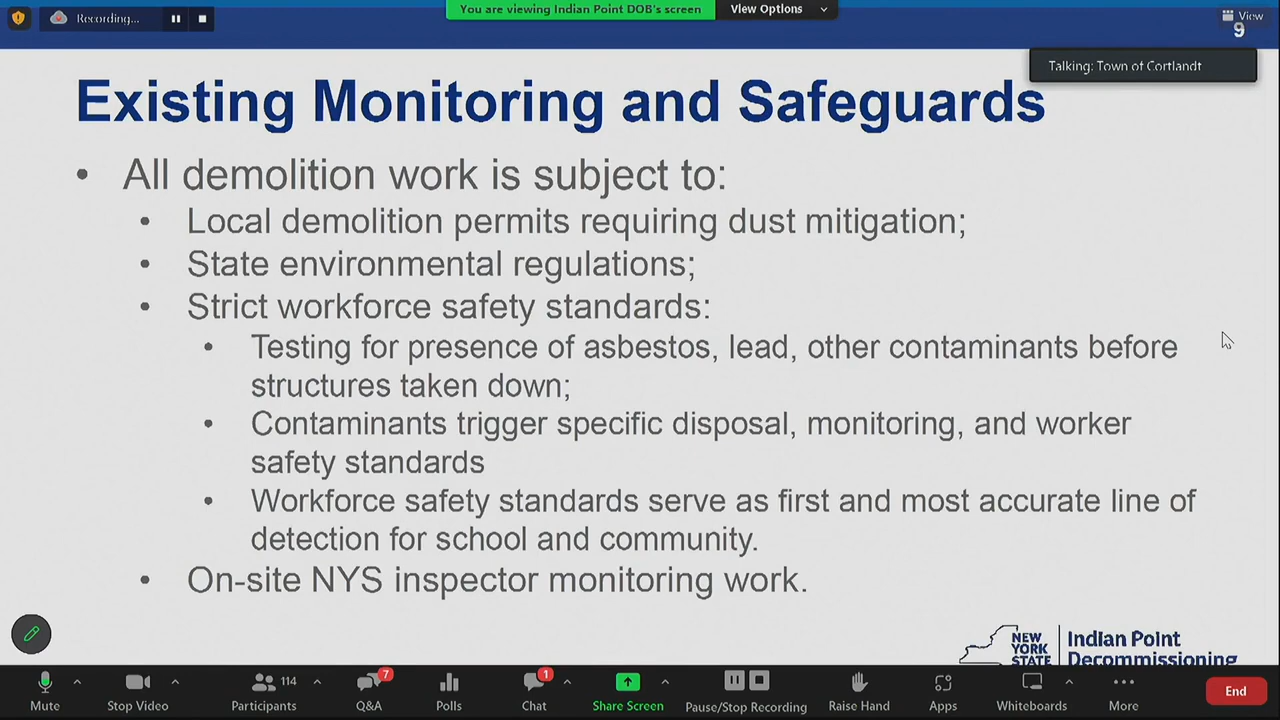 Recording...
You are viewing Indian Point DOB's screen
View Options
View
9
Talking: Town of Cortlandt
Existing Monitoring and Safeguards
• All demolition work is subject to:
• Local demolition permits requiring dust mitigation;
• State environmental regulations;
• Strict workforce safety standards:
• Testing for presence of asbestos, lead, other contaminants before
structures taken down;
• Contaminants trigger specific disposal, monitoring, and worker
safety standards
• Workforce safety standards serve as first and most accurate line of
detection for school and community.
• On-site NYS inspector monitoring work.
NEW
YORK
STATE
Indian Point
Decommissioning
114
7
1
Mute
Stop Video
Participants
Q&A
Polls
Chat
Share Screen
Pause/Stop Recording
Raise Hand
Apps
Whiteboards
More
End